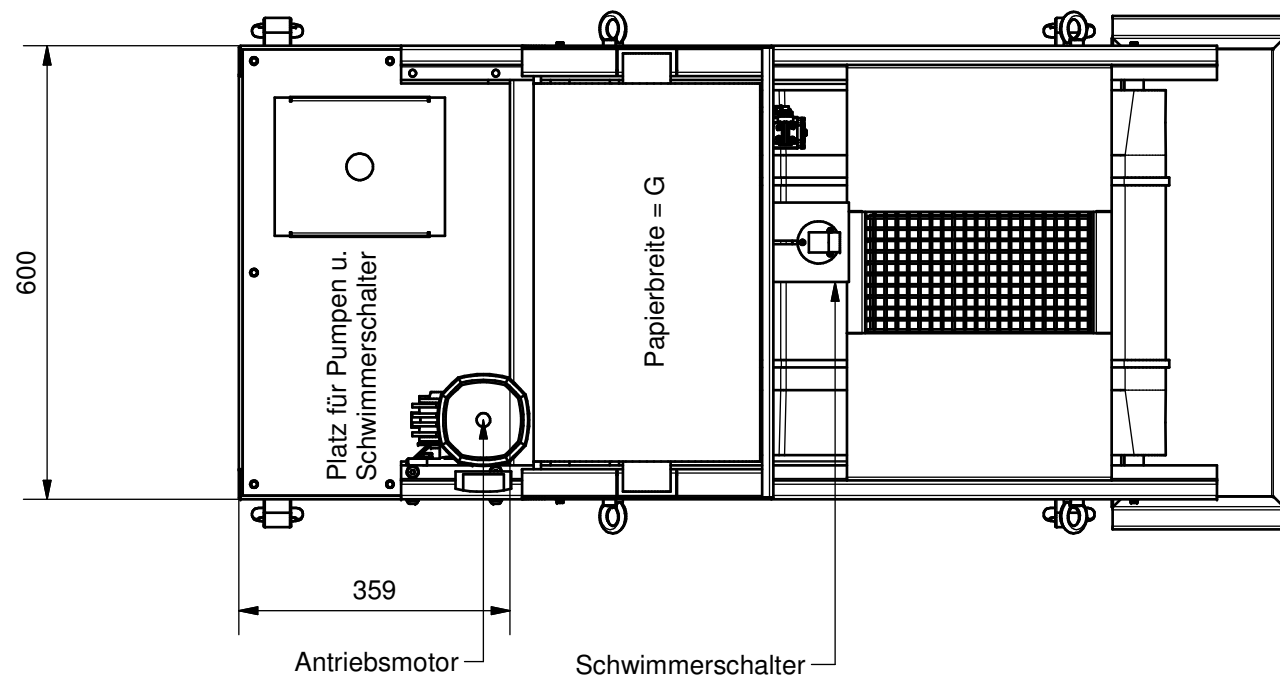 600
Platz für Pumpen u.
Schwimmerschalter
Papierbreite = G
359
Antriebsmotor
Schwimmerschalter